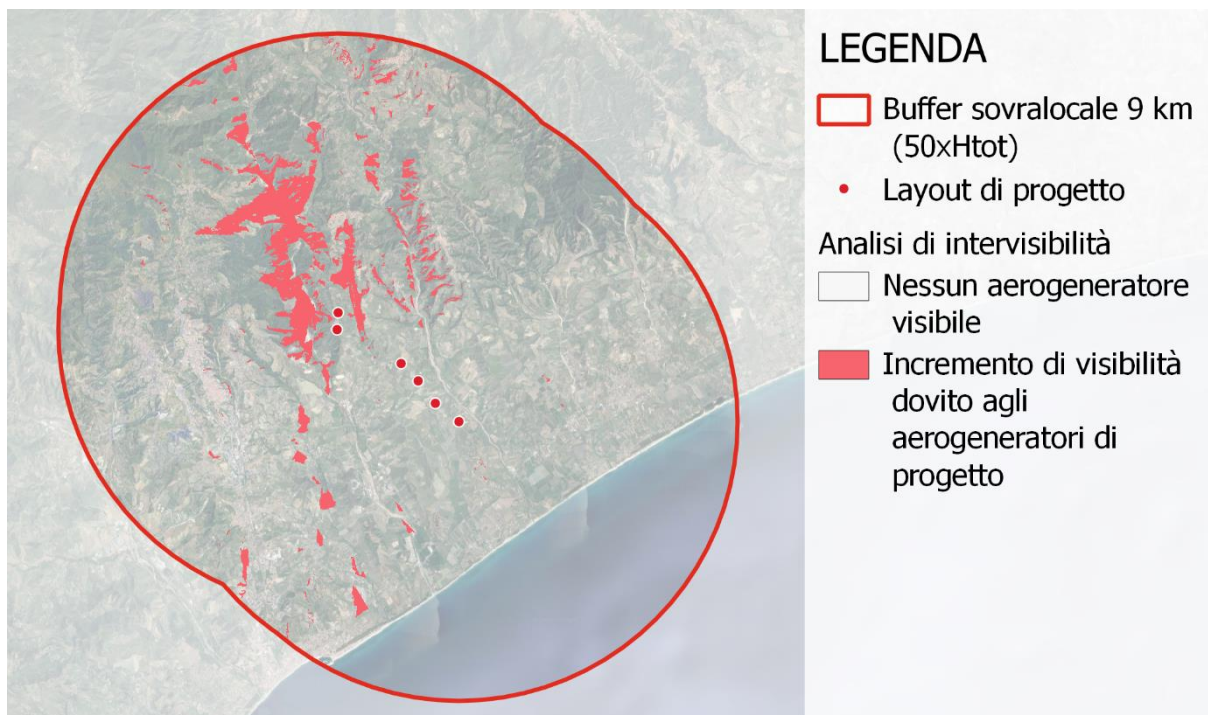 LEGENDA
Buffer sovralocale 9 km
(50xHtot)
Layout di progetto
Analisi di intervisibilità
Nessun aerogeneratore
visibile
Incremento di visibilità
dovito agli
aerogeneratori di
progetto